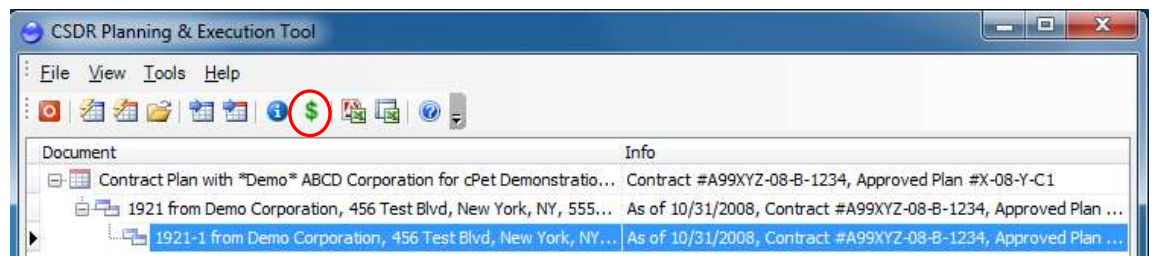 CSDR Planning & Execution Tool
File View Tools Help
$
Document Info
Contract Plan with *Demo* ABCD Corporation for cPet Demonstratio... Contract #A99XYZ-08-B-1234, Approved Plan #X-08-Y-C1
1921 from Demo Corporation, 456 Test Blvd, New York, NY, 555... As of 10/31/2008, Contract #A99XYZ-08-B-1234, Approved Plan ...
1921-1 from Demo Corporation, 456 Test Blvd, New York, NY... As of 10/31/2008, Contract #A99XYZ-08-B-1234, Approved Plan ...